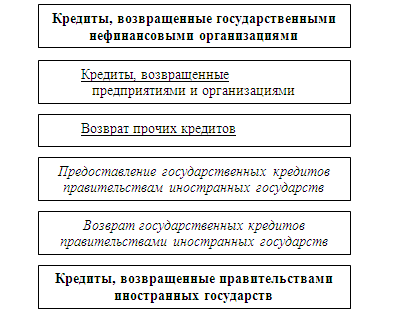 Кредиты, возвращенные государственными
нефинансовыми организациями
Кредиты, возвращенные
предприятиями и организациями
Возврат прочих кредитов
Предоставление государственных кредитов
правительствам иностранных государств
Возврат государственных кредитов
правительствами иностранных государств
Кредиты, возвращенные правительствами
иностранных государств